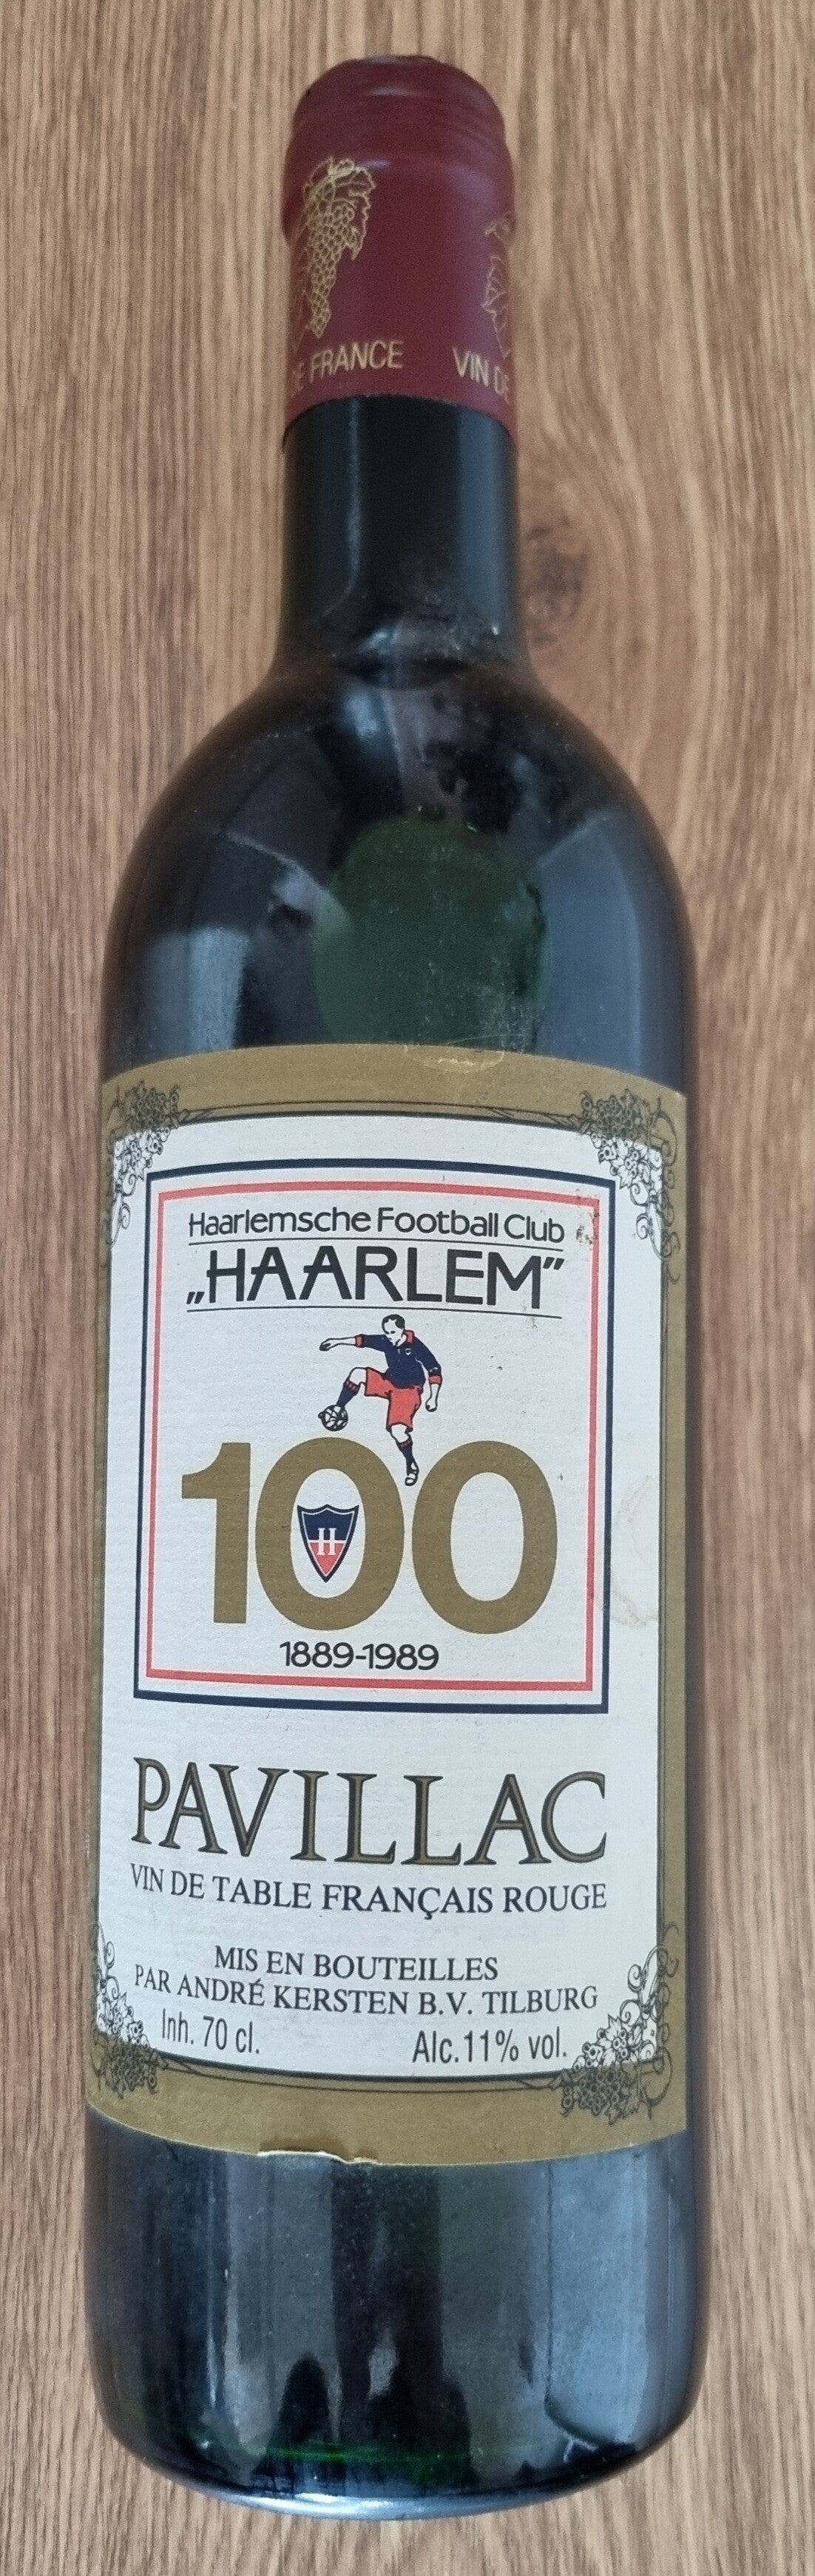 DE FRANCE VIN DE
Haarlemsche Football Club
„HAARLEM”
100
H
1889-1989
PAVILLAC
VIN DE TABLE FRANÇAIS ROUGE
MIS EN BOUTEILLES
PAR ANDRÉ KERSTEN B.V. TILBURG
Inh. 70 cl. Alc.11% vol.